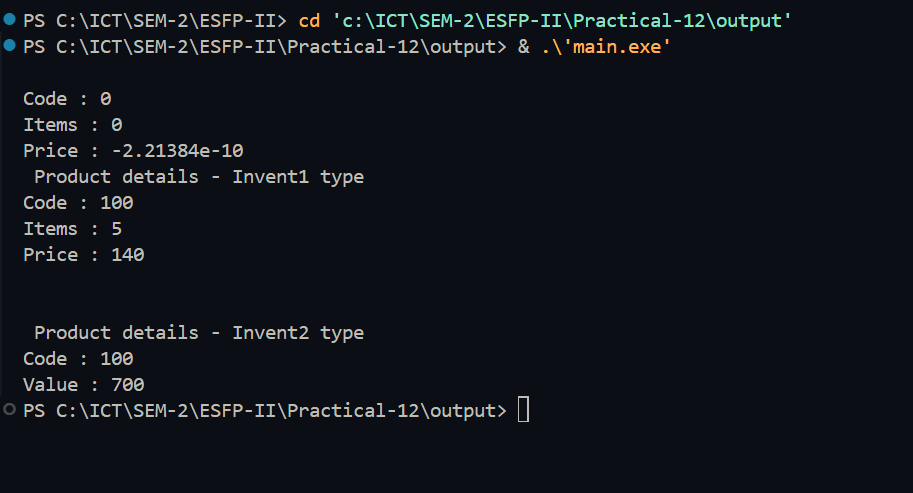 PS C:\ICT\SEM-2\ESFP-II> cd 'c:\ICT\SEM-2\ESFP-II\Practical-12\output'
PS C:\ICT\SEM-2\ESFP-II\Practical-12\output> & .\'main.exe'
Code : 0
Items : 0
Price : -2.21384e-10
Product details - Invent1 type
Code : 100
Items : 5
Price : 140
Product details - Invent2 type
Code : 100
Value : 700
PS C:\ICT\SEM-2\ESFP-II\Practical-12\output>